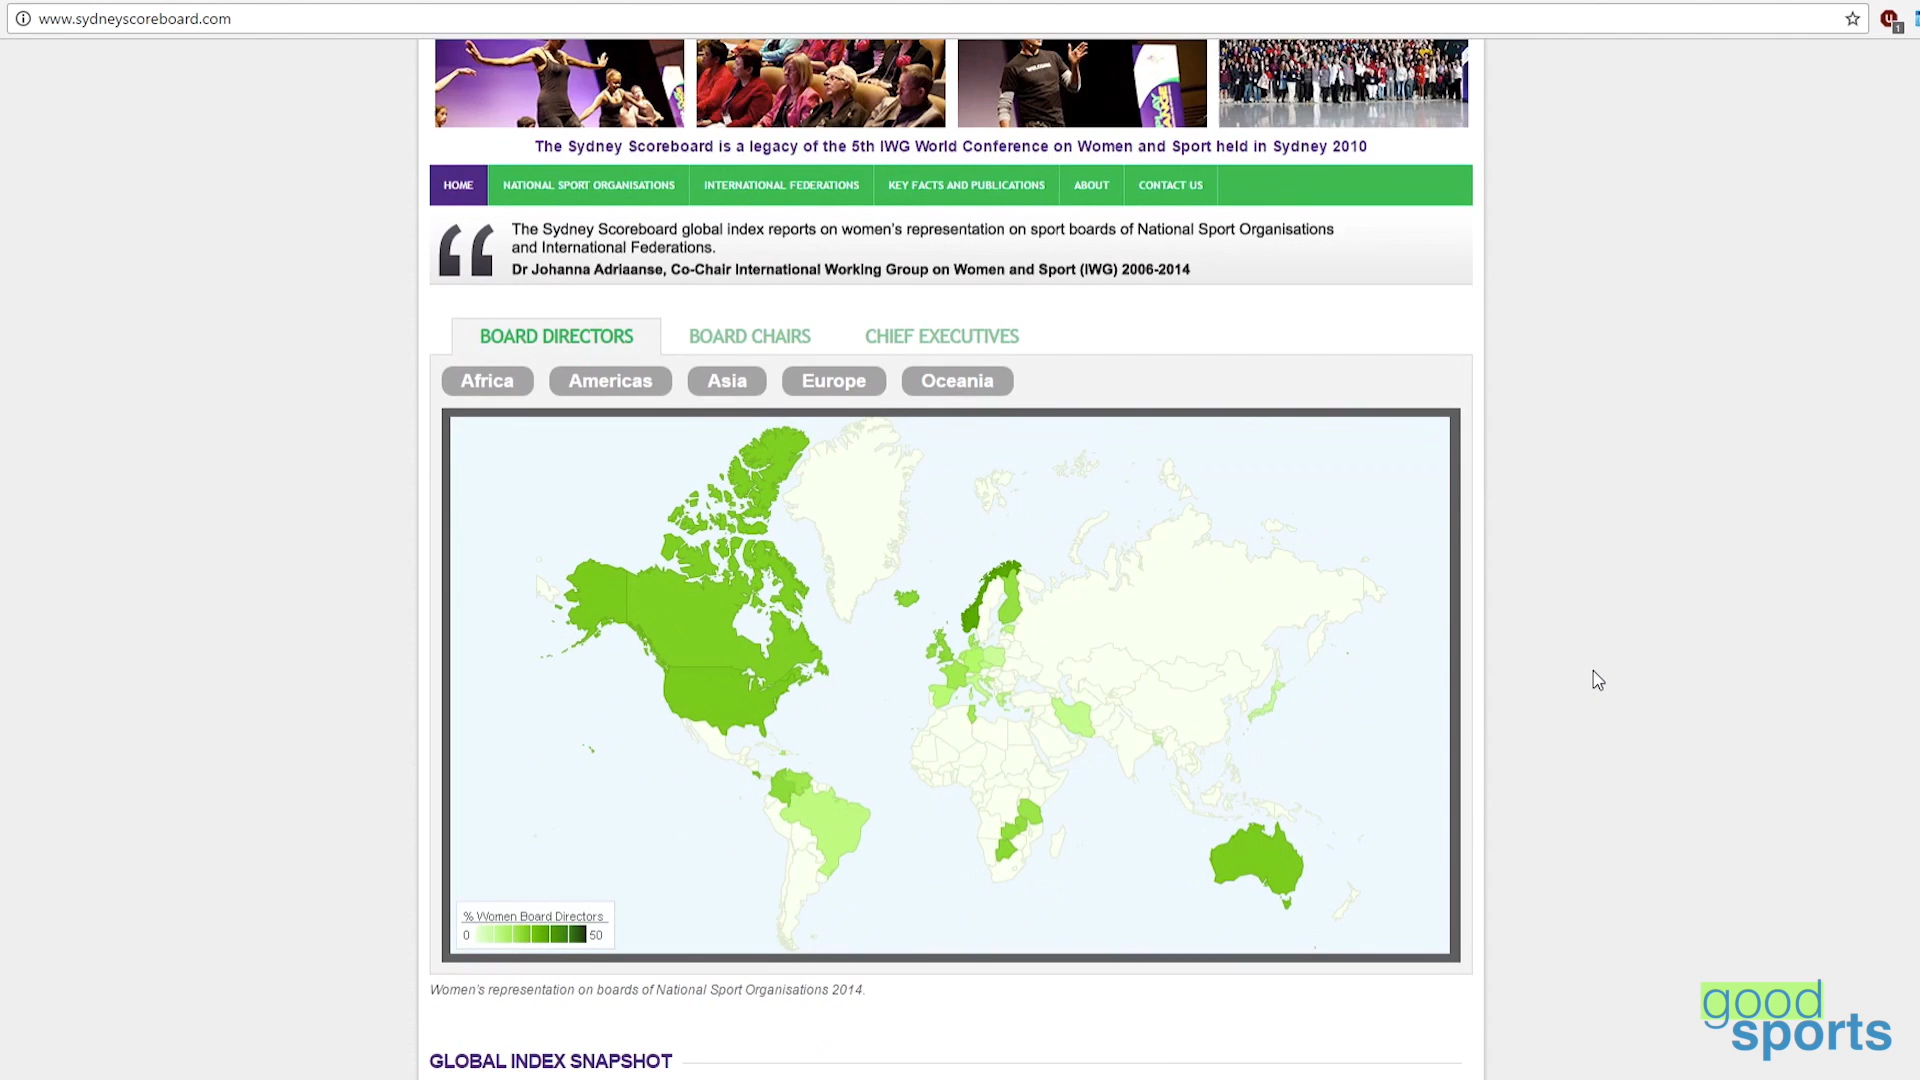 www.sydneyscoreboard.com
The Sydney Scoreboard is a legacy of the 5th IWG World Conference on Women and Sport held in Sydney 2010
HOME NATIONAL SPORT ORGANISATIONS INTERNATIONAL FEDERATIONS KEY FACTS AND PUBLICATIONS ABOUT CONTACT US
The Sydney Scoreboard global index reports on women's representation on sport boards of National Sport Organisations
and International Federations.
Dr Johanna Adriaanse, Co-Chair International Working Group on Women and Sport (IWG) 2006-2014
BOARD DIRECTORS BOARD CHAIRS CHIEF EXECUTIVES
Africa Americas Asia Europe Oceania
% Women Board Directors
0 50
Women's representation on boards of National Sport Organisations 2014.
good
sports
GLOBAL INDEX SNAPSHOT